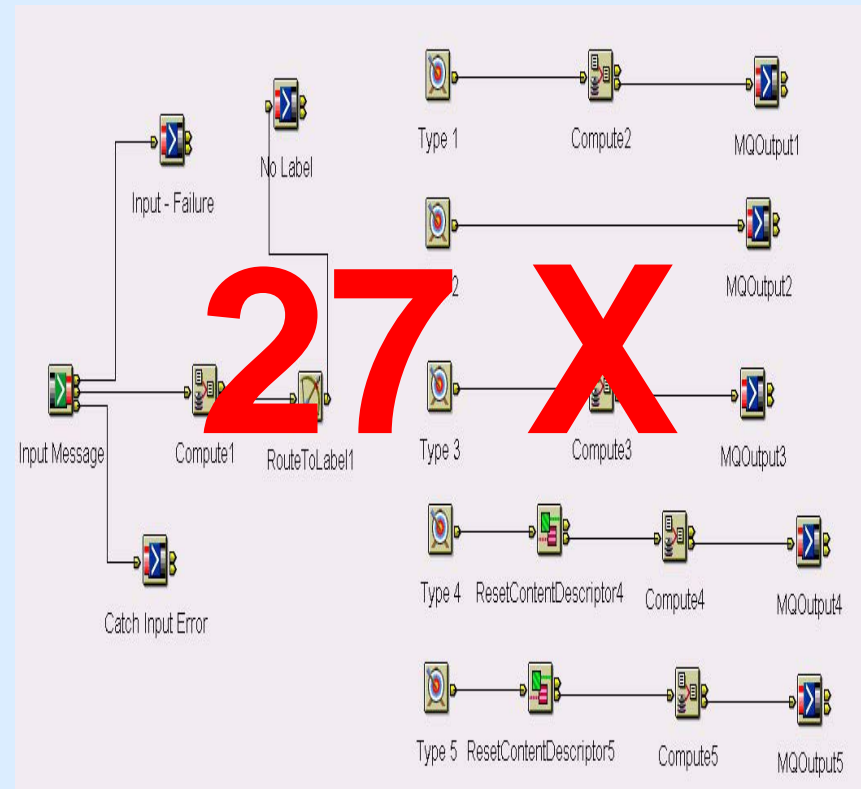 No Label
Input - Failure
Input Message
Compute1
RouteToLabel1
Catch Input Error
Type 1
Compute2
MQOutput1
2
MQOutput2
Type 3
Compute3
MQOutput3
Type 4
ResetContentDescriptor4
Compute4
MQOutput4
Type 5
ResetContentDescriptor5
Compute5
MQOutput5
27 X